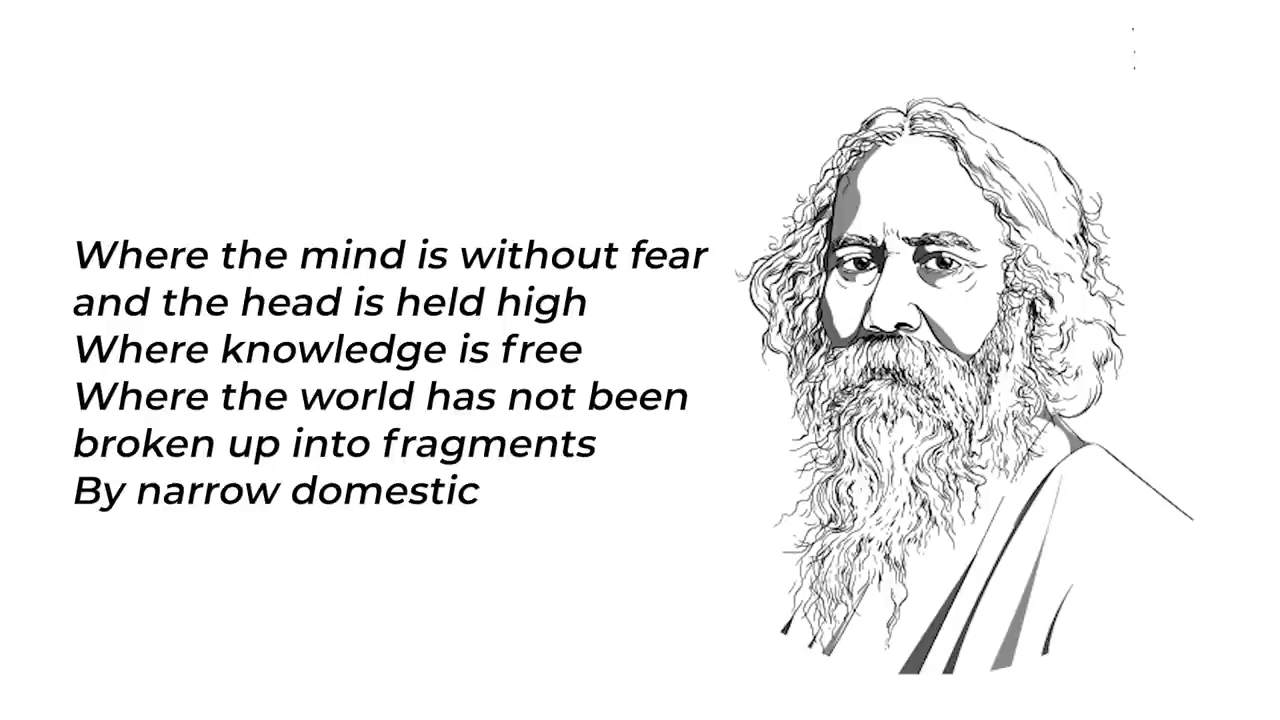 Where the mind is without fear
and the head is held high
Where knowledge is free
Where the world has not been
broken up into fragments
By narrow domestic